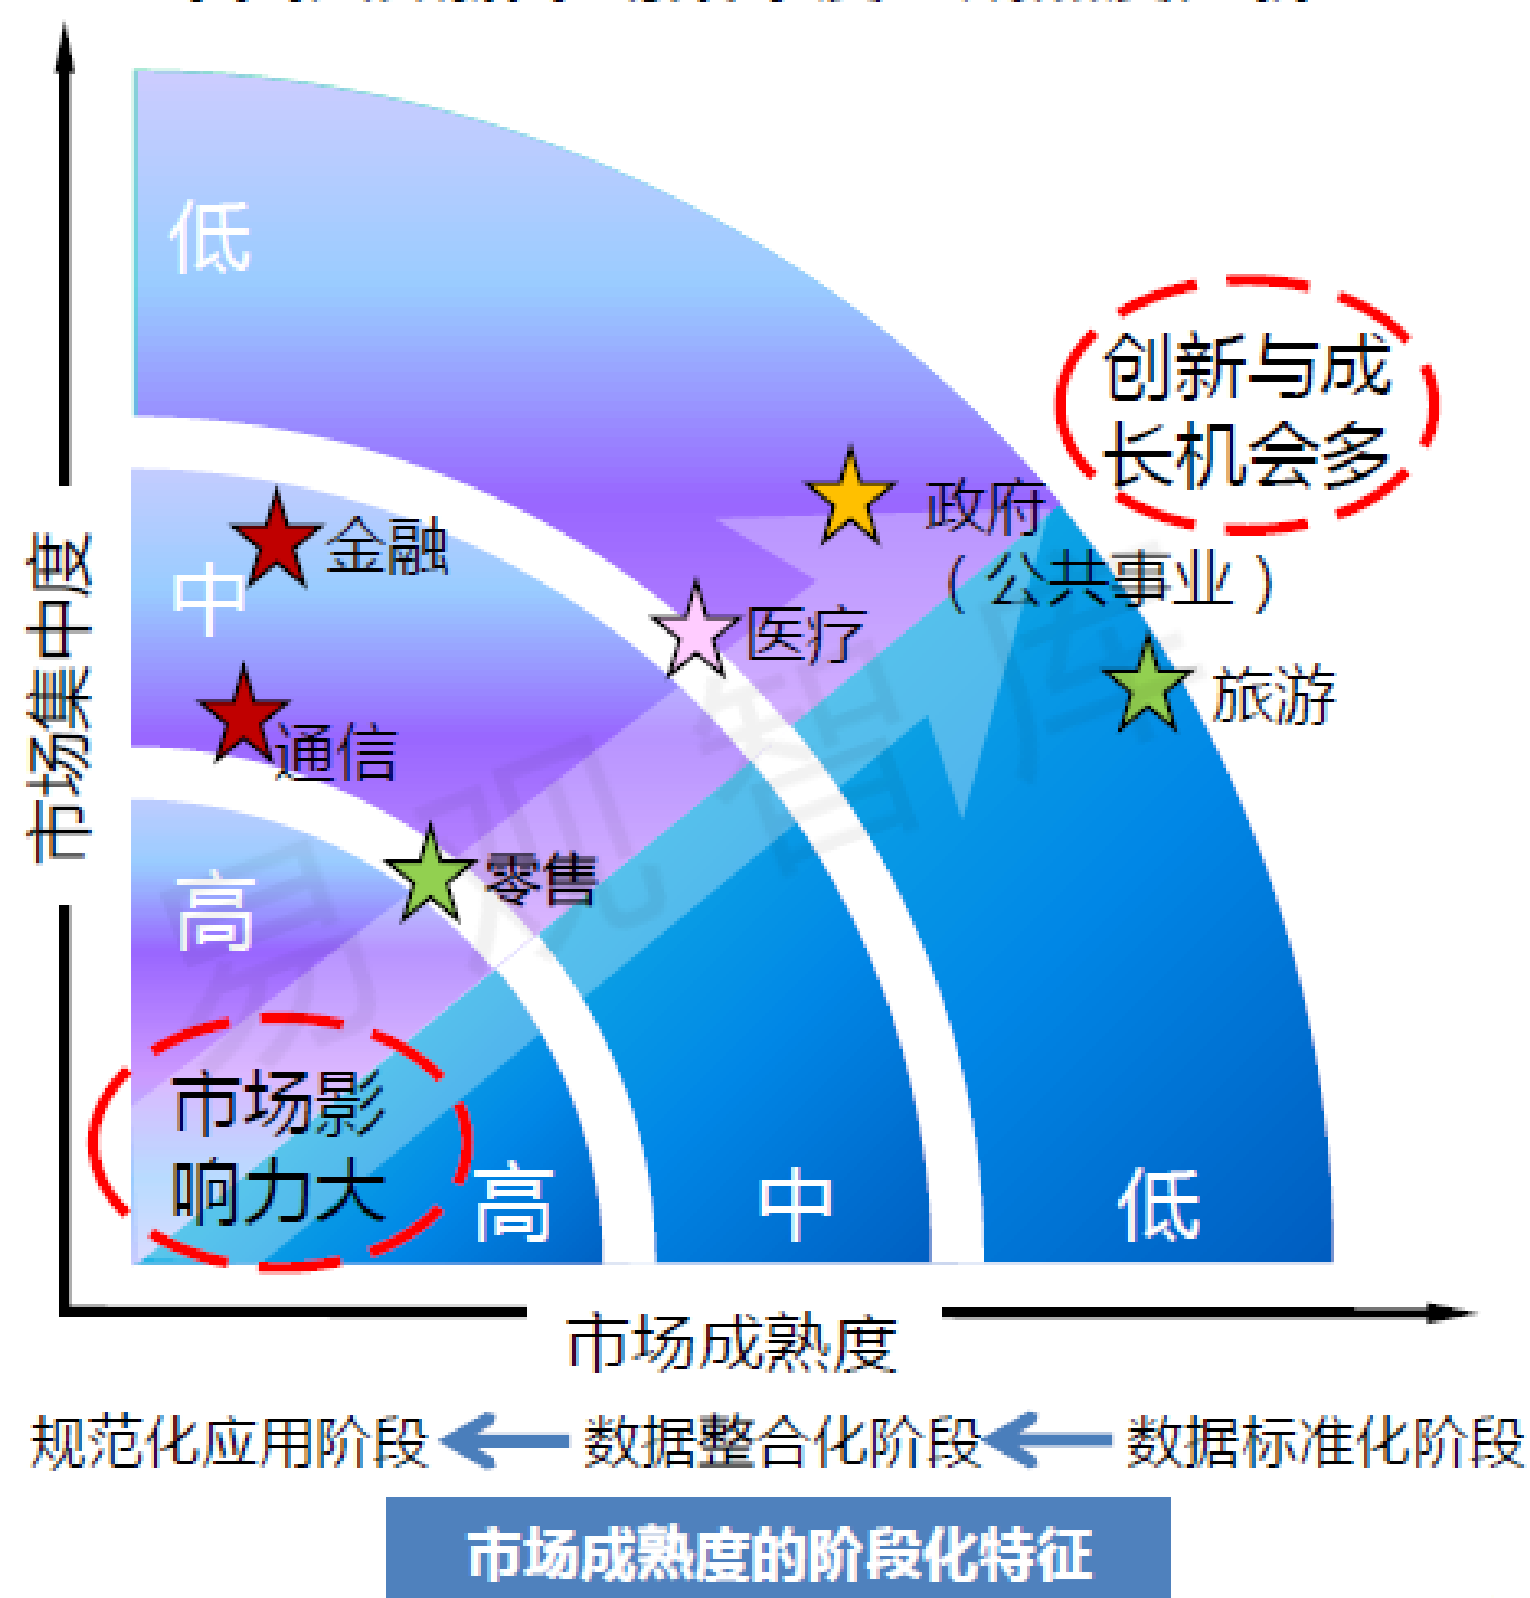 低
创新与成
长机会多
政府
（公共事业）
金融
中
医疗
旅游
通信
零售
高
市场集中度
市场影
响力大
高
中
低
市场成熟度
规范化应用阶段
数据整合化阶段
数据标准化阶段
市场成熟度的阶段化特征
易观智库